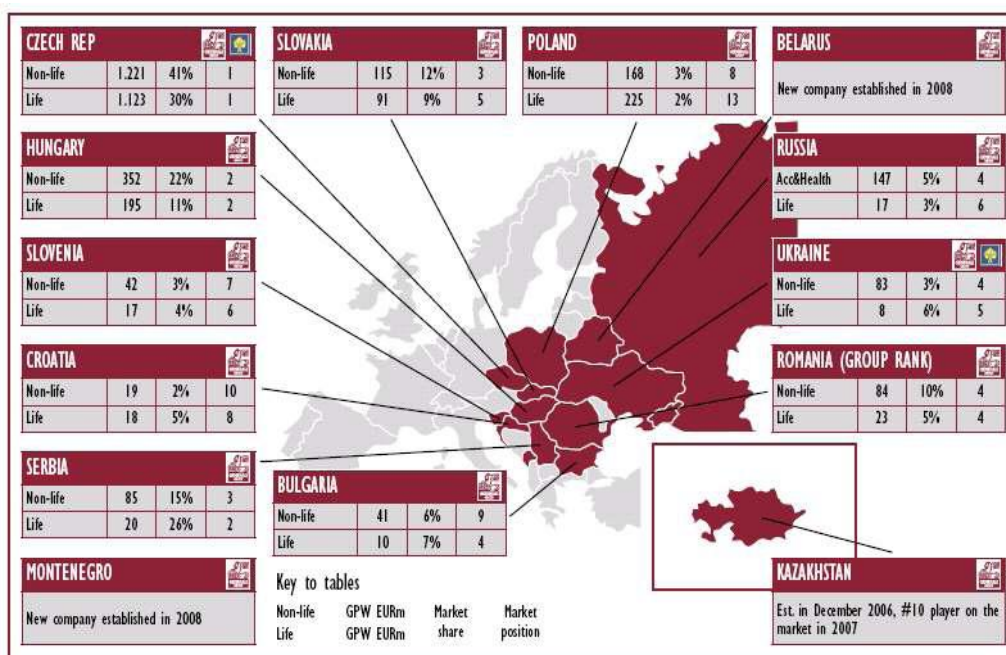 CZECH REP
Non-life 1.221 41% 1
Life 1.123 30% 1
SLOVAKIA
Non-life 115 12% 3
Life 91 9% 5
POLAND
Non-life 168 3% 8
Life 225 2% 13
BELARUS
New company established in 2008
HUNGARY
Non-life 352 22% 2
Life 195 11% 2
RUSSIA
Acc&Health 147 5% 4
Life 17 3% 6
SLOVENIA
Non-life 42 3% 7
Life 17 4% 6
UKRAINE
Non-life 83 3% 4
Life 8 6% 5
CROATIA
Non-life 19 2% 10
Life 18 5% 8
ROMANIA (GROUP RANK)
Non-life 84 10% 4
Life 23 5% 4
SERBIA
Non-life 85 15% 3
Life 20 26% 2
BULGARIA
Non-life 41 6% 9
Life 10 7% 4
MONTENEGRO
New company established in 2008
Key to tables
Non-life GPW EURm Market Market
Life GPW EURm share position
KAZAKHSTAN
Est. in December 2006, #10 player on the
market in 2007